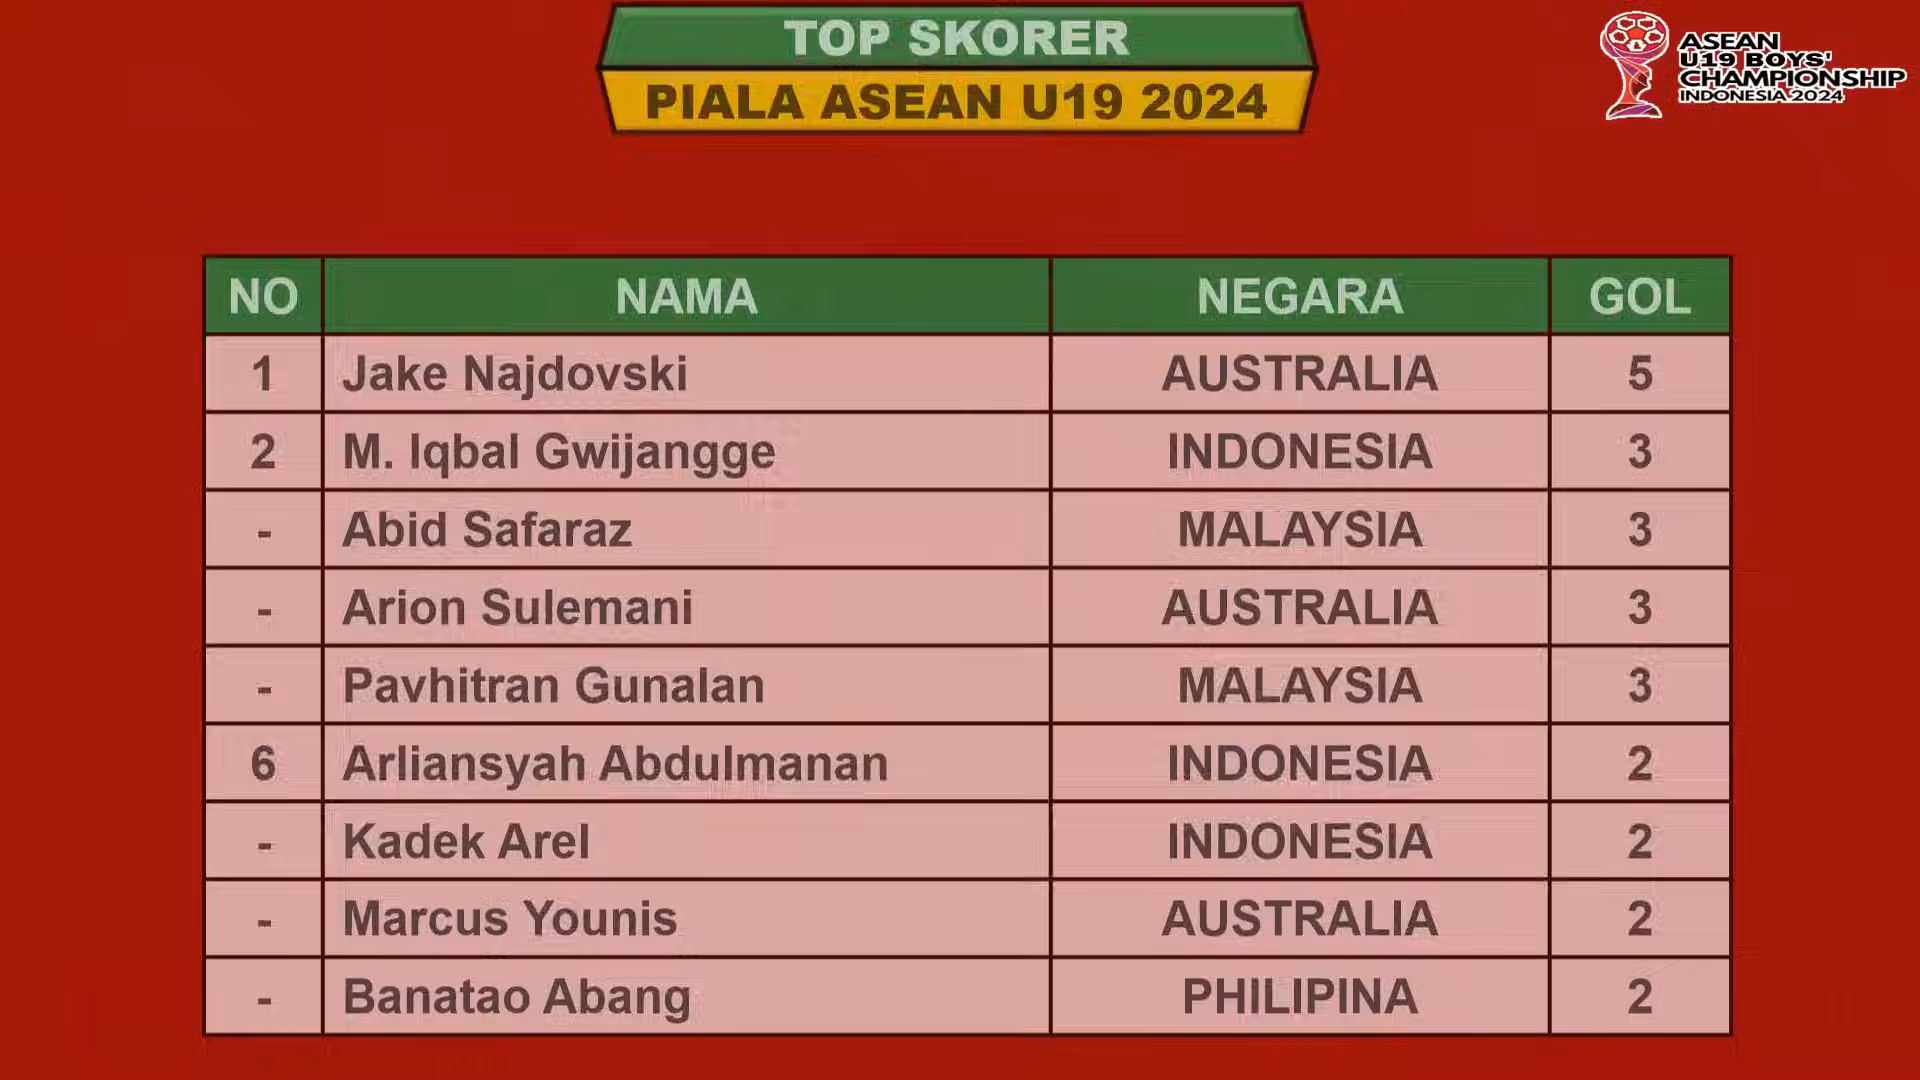 TOP SKORER
PIALA ASEAN U19 2024
ASEAN
U19 BOYS'
CHAMPIONSHIP
INDONESIA 2024
NO NAMA NEGARA GOL
1 Jake Najdovski AUSTRALIA 5
2 M. Iqbal Gwijangge INDONESIA 3
- Abid Safaraz MALAYSIA 3
- Arion Sulemani AUSTRALIA 3
- Pavhitran Gunalan MALAYSIA 3
6 Arliansyah Abdulmanan INDONESIA 2
- Kadek Arel INDONESIA 2
- Marcus Younis AUSTRALIA 2
- Banatao Abang PHILIPINA 2